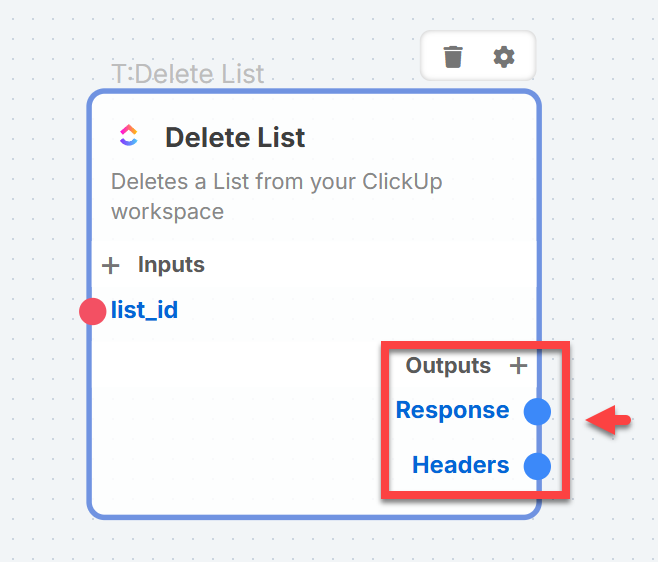 T:Delete List
Delete List
Deletes a List from your ClickUp
workspace
+ Inputs
list_id
Outputs +
Response
Headers